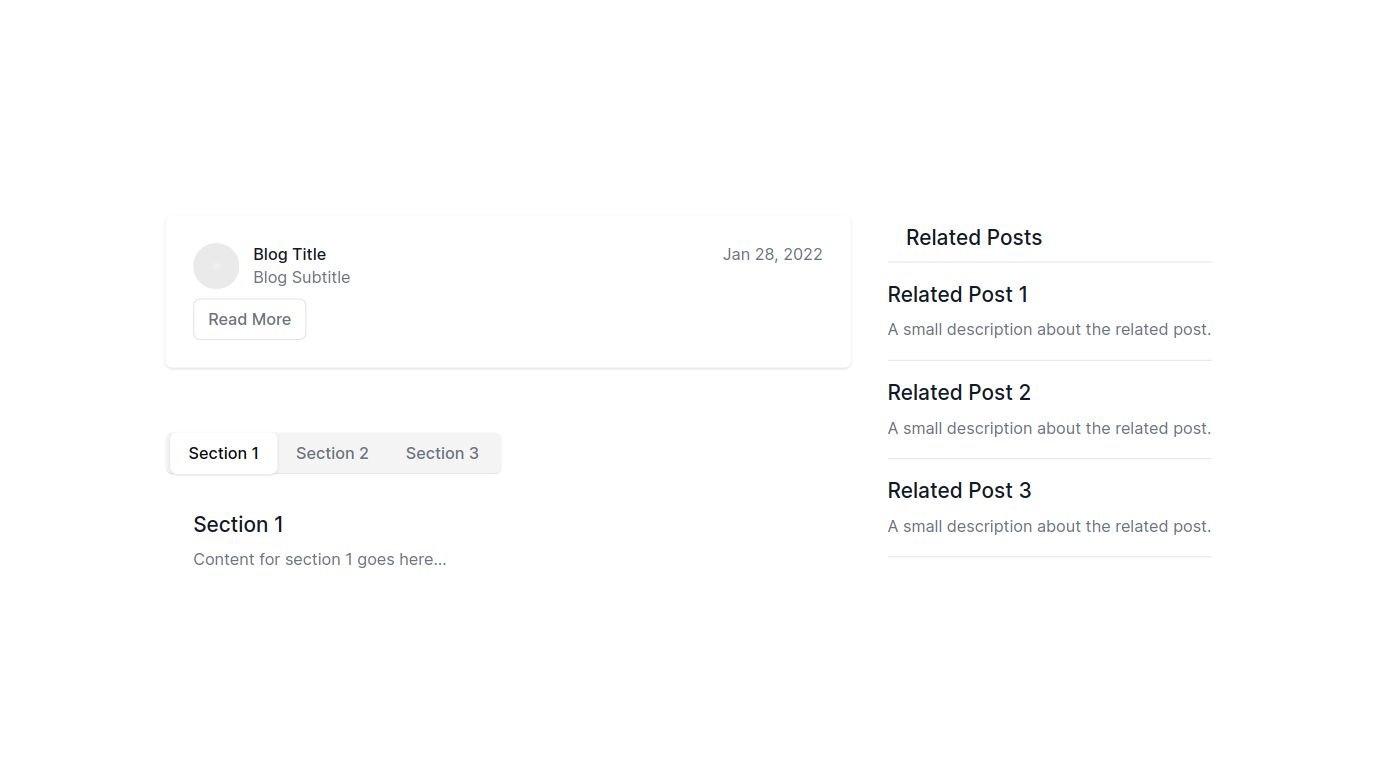 Blog Title
Jan 28, 2022
Blog Subtitle
Read More
Section 1
Section 2
Section 3
Section 1
Content for section 1 goes here...
Related Posts
Related Post 1
A small description about the related post.
Related Post 2
A small description about the related post.
Related Post 3
A small description about the related post.